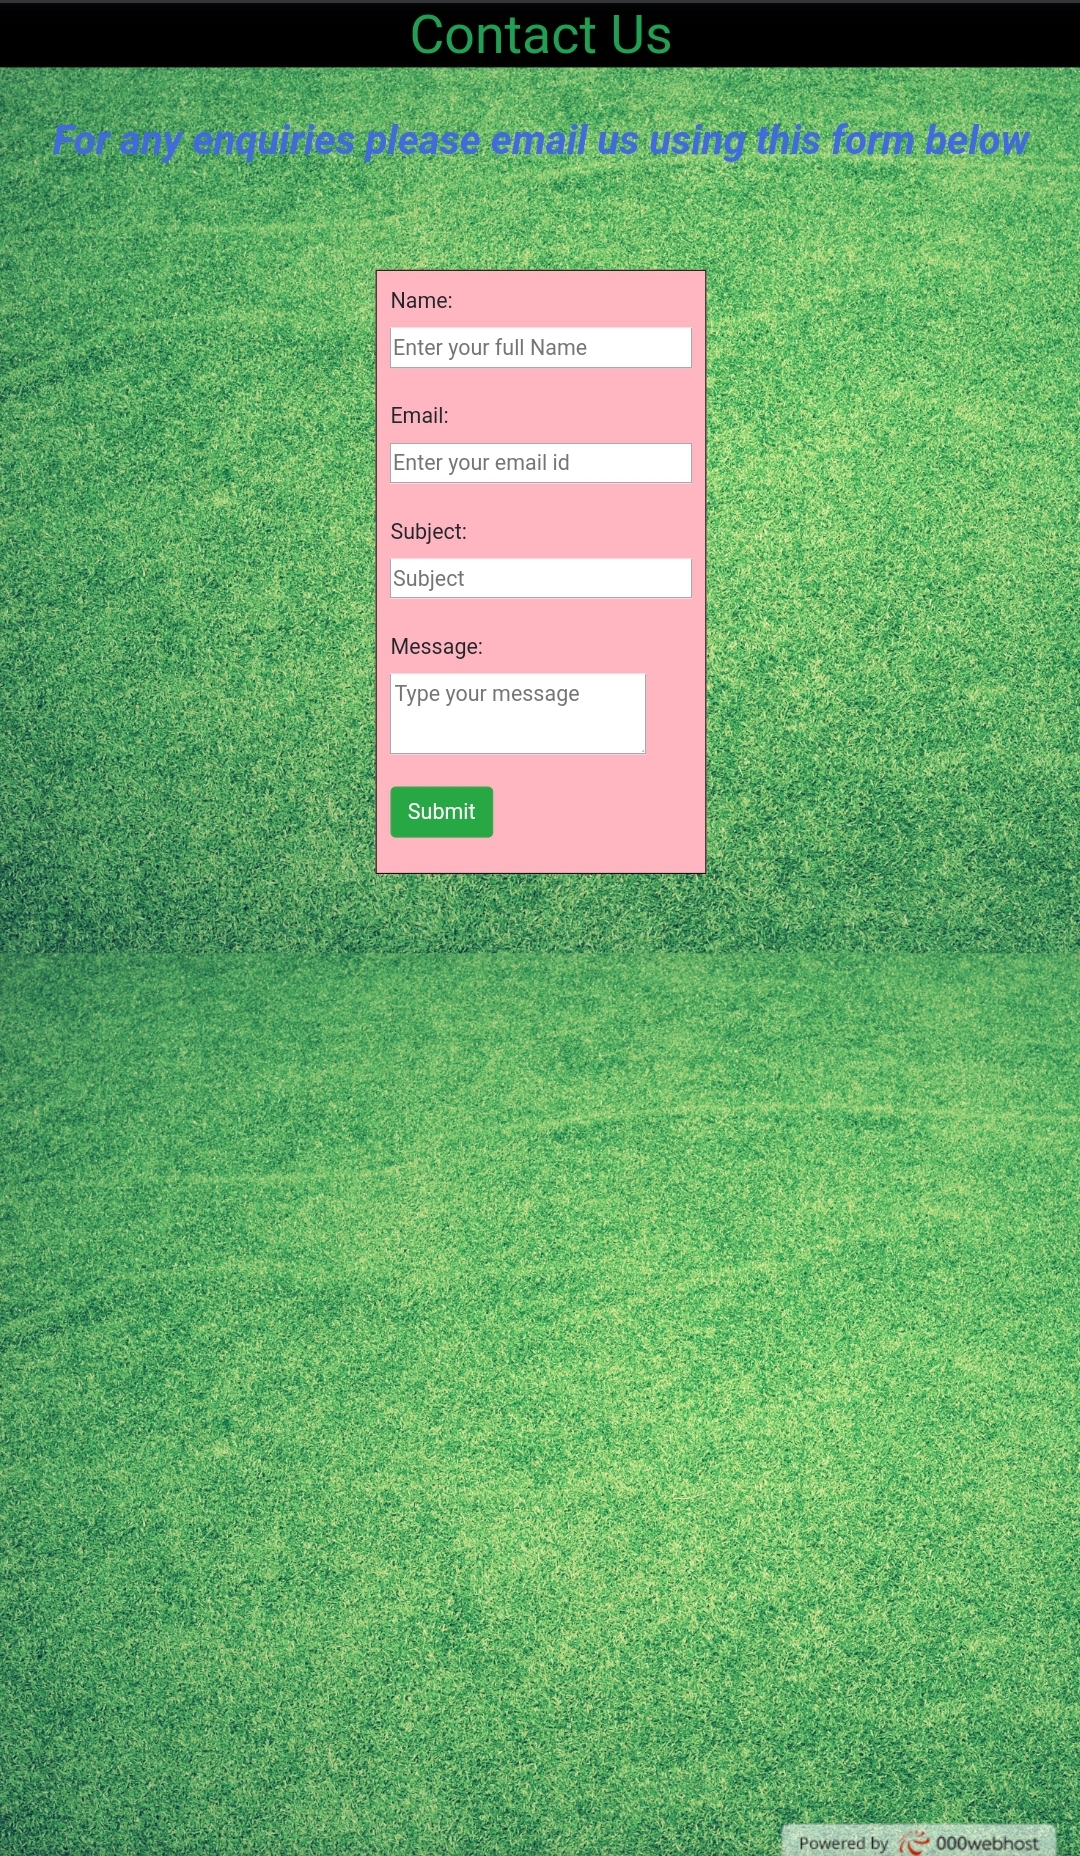 Contact Us
For any enquiries please email us using this form below
Name:
Enter your full Name
Email:
Enter your email id
Subject:
Subject
Message:
Type your message
Submit
Powered by 000webhost